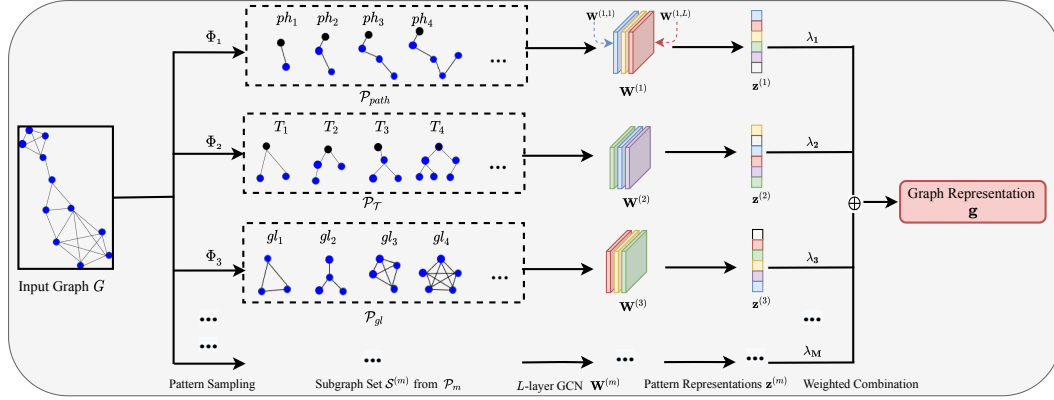 ph₁ ph₂ ph₃ ph₄
Φ₁
...
𝒫_path
W^(1,1) W^(1,L)
W^(1)
z^(1)
λ₁
T₁ T₂ T₃ T₄
Φ₂
...
𝒫_𝒯
W^(2)
z^(2)
λ₂
⊕
Graph Representation
g
gl₁ gl₂ gl₃ gl₄
Φ₃
...
𝒫_gl
W^(3)
z^(3)
λ₃
Input Graph G
... ...
... ... ... ... λ_M
Pattern Sampling
Subgraph Set 𝒮^(m) from 𝒫_m
L-layer GCN W^(m)
Pattern Representations z^(m)
Weighted Combination